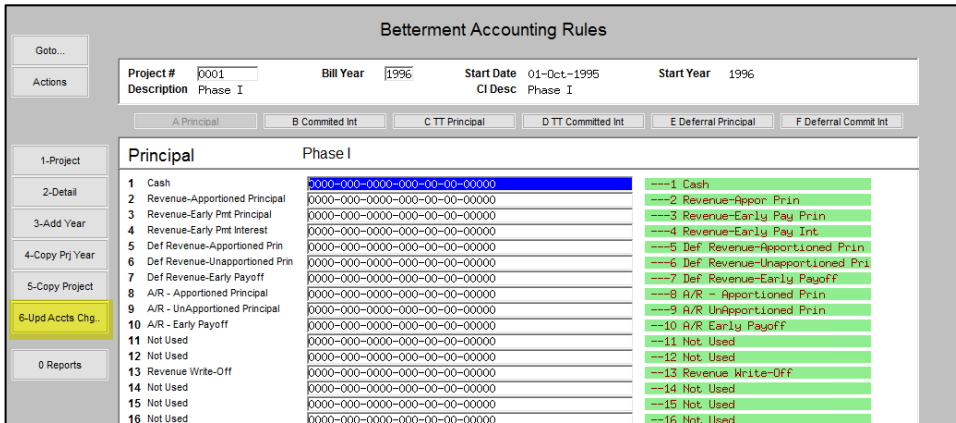 Betterment Accounting Rules
Goto...
Actions
Project # 0001 Bill Year 1996 Start Date 01-Oct-1995 Start Year 1996
Description Phase I CI Desc Phase I
A Principal B Commited Int C TT Principal D TT Committed Int E Deferral Principal F Deferral Commit Int
1-Project
2-Detail
3-Add Year
4-Copy Prj Year
5-Copy Project
6-Upd Accts Chg..
0 Reports
Principal Phase I
1 Cash 0000-000-0000-000-00-00-00000 ---1 Cash
2 Revenue-Apportioned Principal 0000-000-0000-000-00-00-00000 ---2 Revenue-Appor Prin
3 Revenue-Early Pmt Principal 0000-000-0000-000-00-00-00000 ---3 Revenue-Early Pay Prin
4 Revenue-Early Pmt Interest 0000-000-0000-000-00-00-00000 ---4 Revenue-Early Pay Int
5 Def Revenue-Apportioned Prin 0000-000-0000-000-00-00-00000 ---5 Def Revenue-Apportioned Prin
6 Def Revenue-Unapportioned Prin 0000-000-0000-000-00-00-00000 ---6 Def Revenue-Unapportioned Pri
7 Def Revenue-Early Payoff 0000-000-0000-000-00-00-00000 ---7 Def Revenue-Early Payoff
8 A/R - Apportioned Principal 0000-000-0000-000-00-00-00000 ---8 A/R - Apportioned Prin
9 A/R - UnApportioned Principal 0000-000-0000-000-00-00-00000 ---9 A/R UnApportioned Prin
10 A/R - Early Payoff 0000-000-0000-000-00-00-00000 --10 A/R Early Payoff
11 Not Used 0000-000-0000-000-00-00-00000 --11 Not Used
12 Not Used 0000-000-0000-000-00-00-00000 --12 Not Used
13 Revenue Write-Off 0000-000-0000-000-00-00-00000 --13 Revenue Write-Off
14 Not Used 0000-000-0000-000-00-00-00000 --14 Not Used
15 Not Used 0000-000-0000-000-00-00-00000 --15 Not Used
16 Not Used 0000-000-0000-000-00-00-00000 --16 Not Used